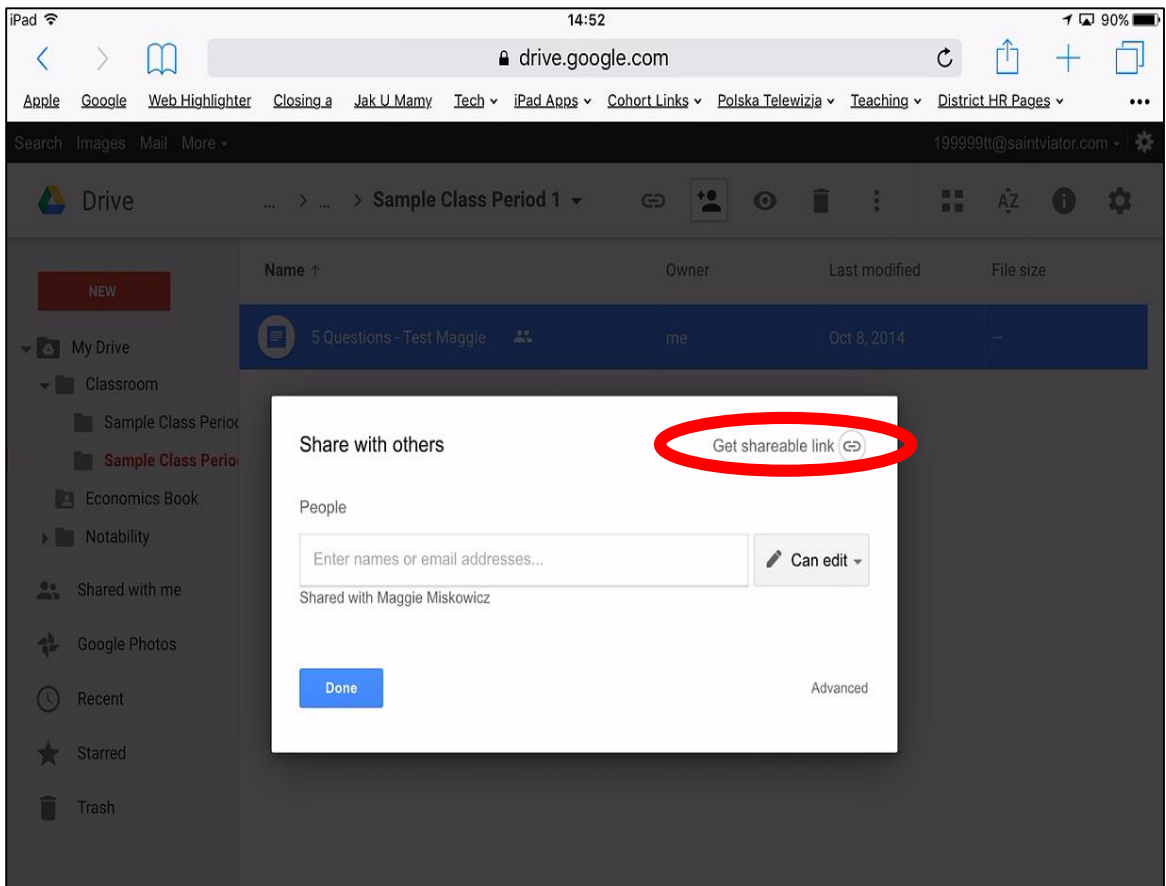 iPad 14:52 90%
drive.google.com
Apple Google Web Highlighter Closing a Jak U Mamy Tech iPad Apps Cohort Links Polska Telewizja Teaching District HR Pages •••
Search Images Mail More 199999tt@saintviator.com
Drive ... > ... > Sample Class Period 1 AZ
Name ↑ Owner Last modified File size
NEW
5 Questions - Test Maggie me Oct 8, 2014 –
My Drive
Classroom
Sample Class Perio
Sample Class Perio
Economics Book
Notability
Shared with me
Google Photos
Recent
Starred
Trash
Share with others Get shareable link
People
Enter names or email addresses... Can edit
Shared with Maggie Miskowicz
Done Advanced